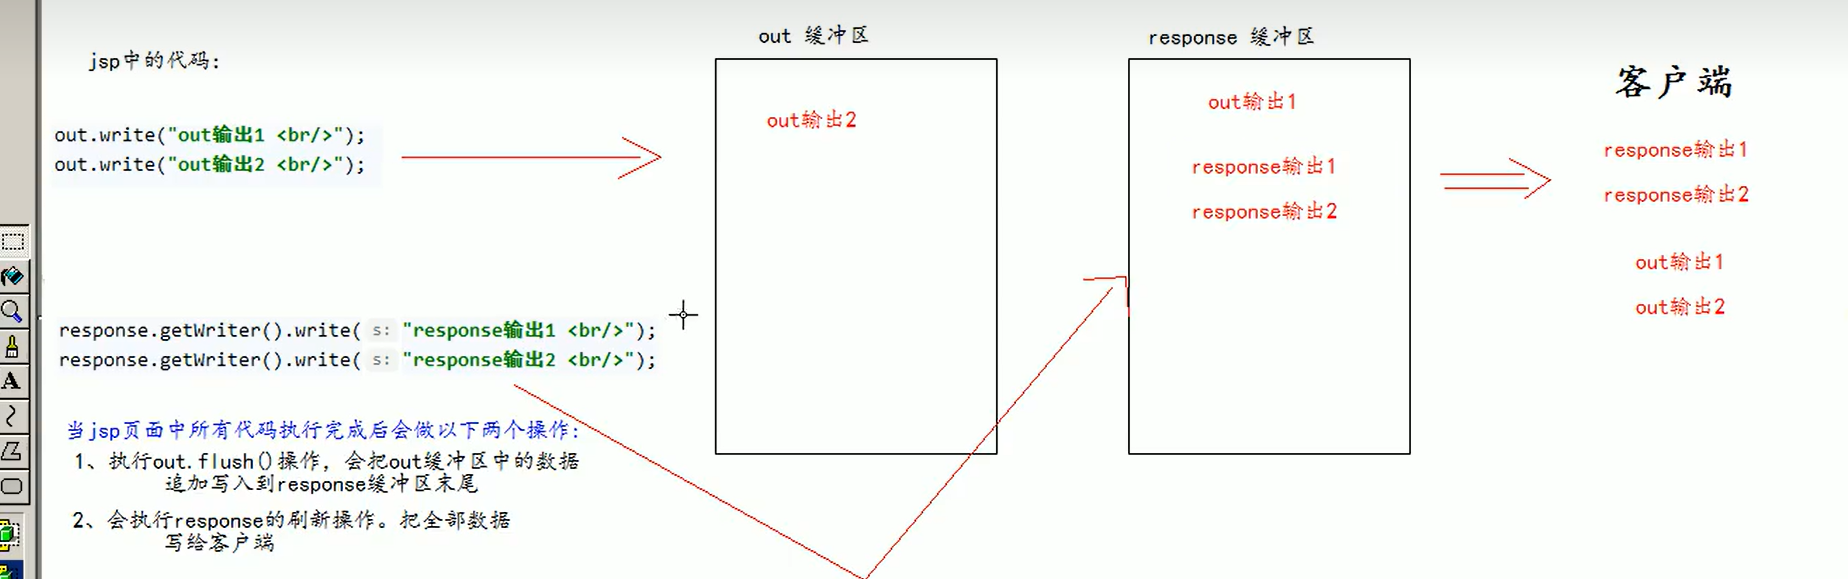 jsp中的代码:
out.write("out输出1 <br/>");
out.write("out输出2 <br/>");
response.getWriter().write( s: "response输出1 <br/>");
response.getWriter().write( s: "response输出2 <br/>");
当jsp页面中所有代码执行完成后会做以下两个操作:
1、执行out.flush()操作，会把out缓冲区中的数据
追加写入到response缓冲区末尾
2、会执行response的刷新操作。把全部数据
写给客户端
out 缓冲区
out输出2
response 缓冲区
out输出1
response输出1
response输出2
客户端
response输出1
response输出2
out输出1
out输出2
A